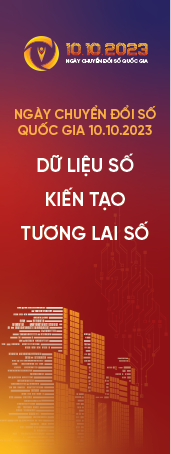 10.10.2023
NGÀY CHUYỂN ĐỔI SỐ QUỐC GIA
NGÀY CHUYỂN ĐỔI SỐ
QUỐC GIA 10.10.2023
DỮ LIỆU SỐ
KIẾN TẠO
TƯƠNG LAI SỐ